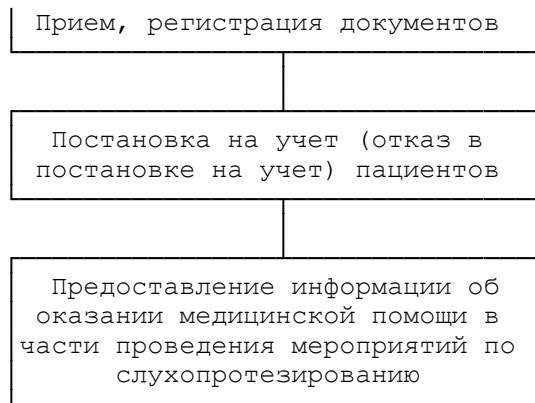 Прием, регистрация документов
Постановка на учет (отказ в
постановке на учет) пациентов
Предоставление информации об
оказании медицинской помощи в
части проведения мероприятий по
слухопротезированию